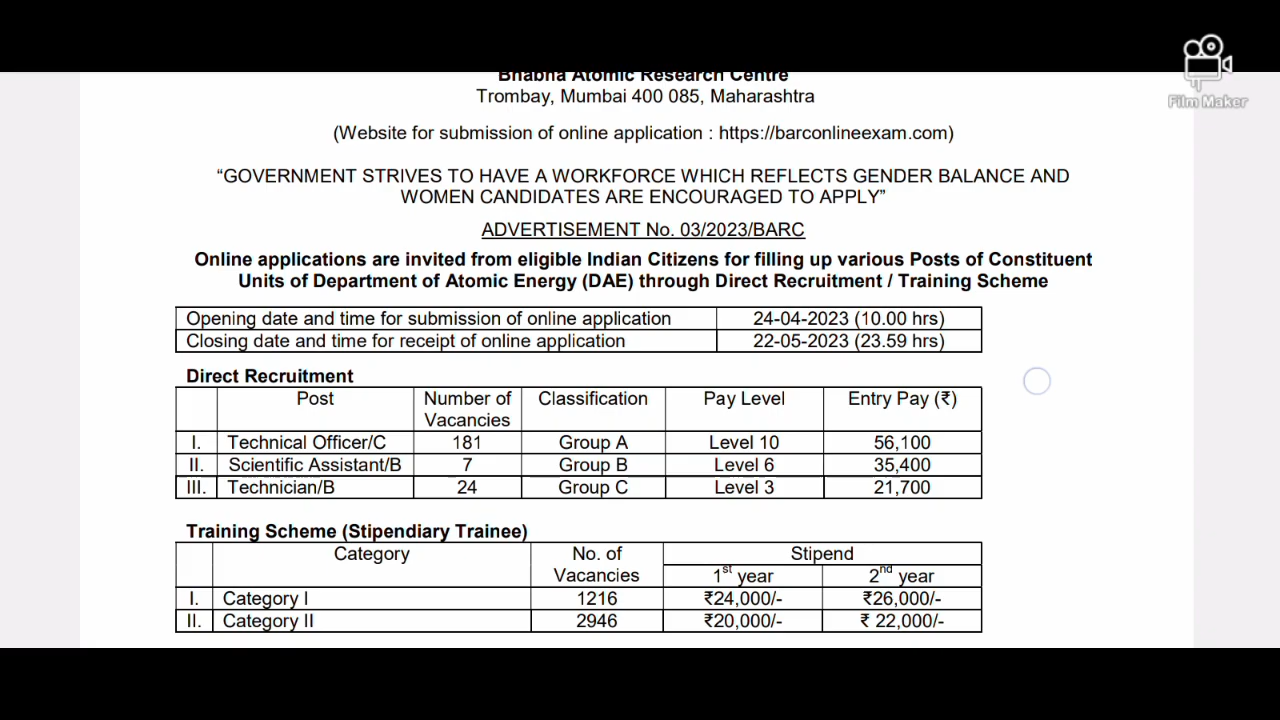 Bhabha Atomic Research Centre
Trombay, Mumbai 400 085, Maharashtra
(Website for submission of online application : https://barconlineexam.com)
“GOVERNMENT STRIVES TO HAVE A WORKFORCE WHICH REFLECTS GENDER BALANCE AND
WOMEN CANDIDATES ARE ENCOURAGED TO APPLY”
ADVERTISEMENT No. 03/2023/BARC
Online applications are invited from eligible Indian Citizens for filling up various Posts of Constituent
Units of Department of Atomic Energy (DAE) through Direct Recruitment / Training Scheme
Opening date and time for submission of online application 24-04-2023 (10.00 hrs)
Closing date and time for receipt of online application 22-05-2023 (23.59 hrs)
Direct Recruitment
Post Number of Vacancies Classification Pay Level Entry Pay (₹)
I. Technical Officer/C 181 Group A Level 10 56,100
II. Scientific Assistant/B 7 Group B Level 6 35,400
III. Technician/B 24 Group C Level 3 21,700
Training Scheme (Stipendiary Trainee)
Category No. of Vacancies Stipend
1st year 2nd year
I. Category I 1216 ₹24,000/- ₹26,000/-
II. Category II 2946 ₹20,000/- ₹ 22,000/-
Film Maker